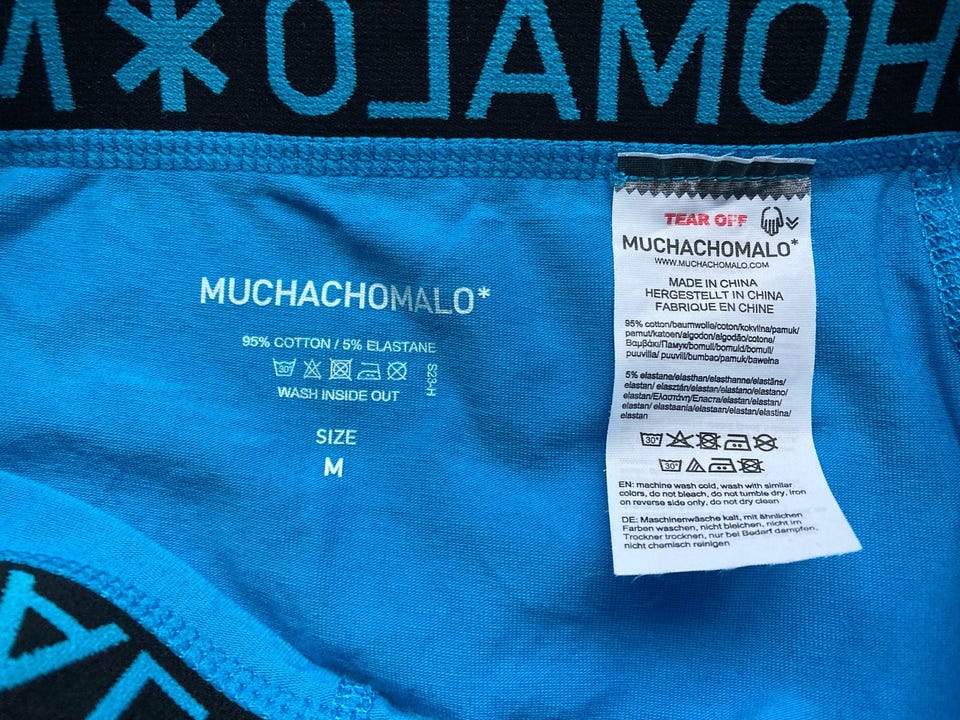 M*OLAMOH
MUCHACHOMALO*
95% COTTON / 5% ELASTANE
30°
S23-H
WASH INSIDE OUT
SIZE
M
TEAR OFF
MUCHACHOMALO*
WWW.MUCHACHOMALO.COM
MADE IN CHINA
HERGESTELLT IN CHINA
FABRIQUE EN CHINE
95% cotton/baumwolle/coton/kokvilna/pamuk/
pamut/katoen/algodon/algodão/cotone/
Βαμβάκι/Памук/bomull/bomuld/bomull/
puuvilla/ puuvill/bumbac/pamuk/bawełna
5% elastane/elasthan/elasthanne/elastāns/
elastan/ elasztán/elastan/elastano/elastano/
elastan/Ελαστάνη/Еластан/elastan/elastan/
elastan/ elastaania/elastaan/elastan/elastina/
elastan
30°
30°
EN: machine wash cold, wash with similar
colors, do not bleach, do not tumble dry, iron
on reverse side only, do not dry clean
DE: Maschinenwäsche kalt, mit ähnlichen
Farben waschen, nicht bleichen, nicht im
Trockner trocknen, nur bei Bedarf dampfen,
nicht chemisch reinigen
A